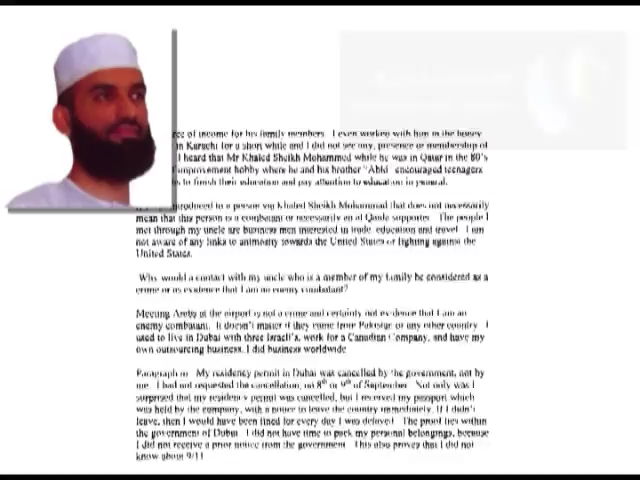 ce of income for his family members. I even worked with him in the honey
in Karachi for a short while and I did not see any, presence or membership of
I heard that Mr Khaled Sheikh Mohammed while he was in Qatar in the 80's
improvement hobby where he and his brother "Abid" encouraged teenagers
to finish their education and pay attention to education in general.
introduced to a person via Khaled Sheikh Mohammad that does not necessarily
mean that this person is a combatant or necessarily an al Qaida supporter. The people I
met through my uncle are business men interested in trade, education and travel. I am
not aware of any links to animosity towards the United States or fighting against the
United States.
Why would a contact with my uncle who is a member of my family be considered as a
crime or as evidence that I am an enemy combatant?
Meeting Arabs at the airport is not a crime and certainly not evidence that I am an
enemy combatant. It doesn't matter if they came from Pakistan or any other country. I
used to live in Dubai with three Israeli's, work for a Canadian Company, and have my
own outsourcing business. I did business worldwide
Paragraph My residency permit in Dubai was cancelled by the government, not by
me. I had not requested the cancellation, on 8th or 9th of September. Not only was I
surprised that my resident's permit was cancelled, but I received my passport which
was held by the company, with a notice to leave the country immediately. If I didn't
leave, then I would have been fined for every day I was delayed. The proof lies within
the government of Dubai. I did not have time to pack my personal belongings, because
I did not receive a prior notice from the government. This also proves that I did not
know about 9/11